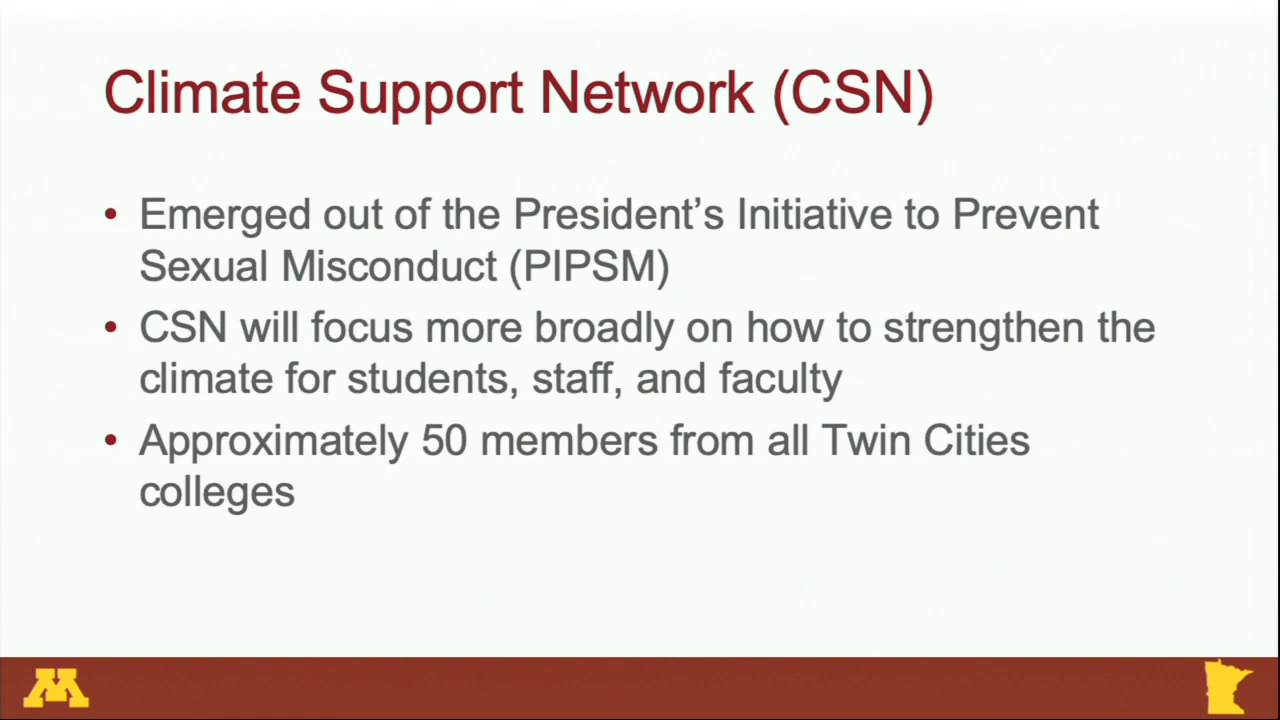 Climate Support Network (CSN)
• Emerged out of the President’s Initiative to Prevent
Sexual Misconduct (PIPSM)
• CSN will focus more broadly on how to strengthen the
climate for students, staff, and faculty
• Approximately 50 members from all Twin Cities
colleges
M